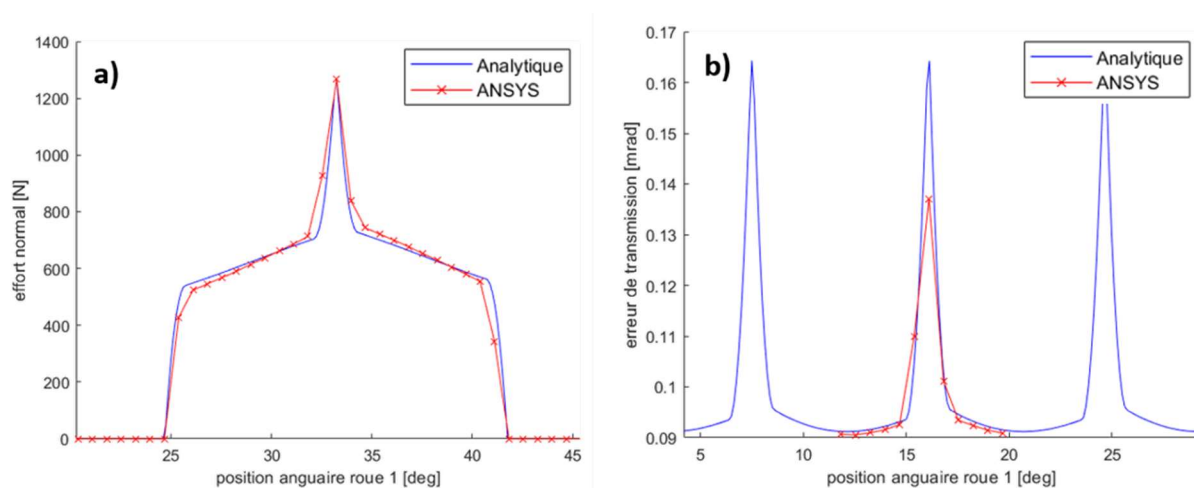 a)
Analytique
ANSYS
effort normal [N]
1400
1200
1000
800
600
400
200
0
25
30
35
40
45
position anguaire roue 1 [deg]
b)
Analytique
ANSYS
erreur de transmission [mrad]
0.17
0.16
0.15
0.14
0.13
0.12
0.11
0.1
0.09
5
10
15
20
25
position anguaire roue 1 [deg]